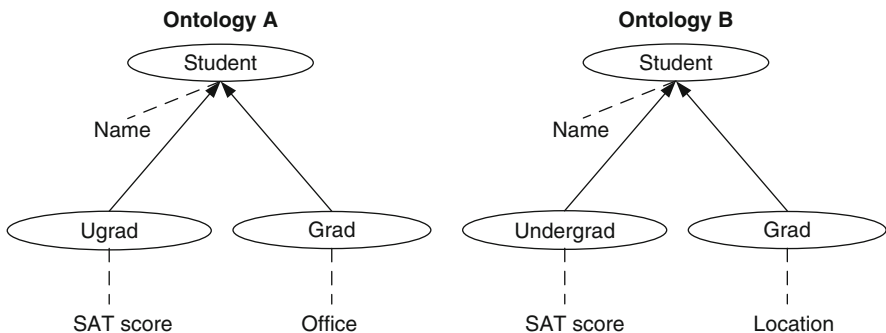 Ontology A
Student
Name
Ugrad
Grad
SAT score
Office
Ontology B
Student
Name
Undergrad
Grad
SAT score
Location